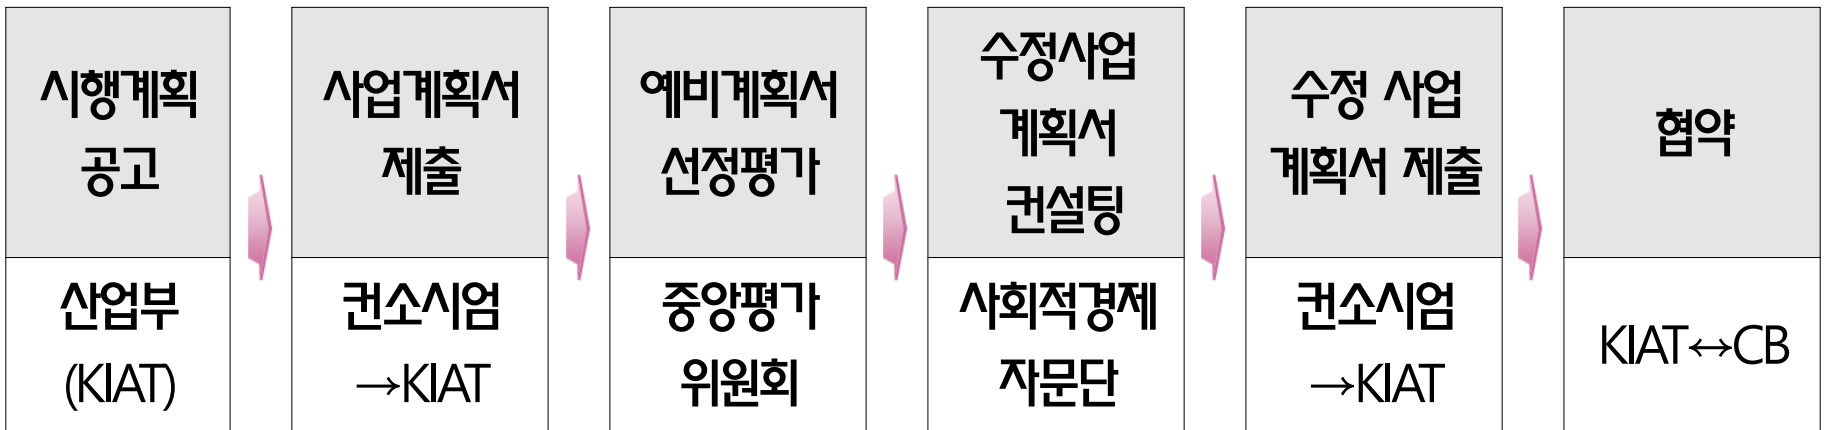 시행계획
공고
산업부
(KIAT)
사업계획서
제출
컨소시엄
→KIAT
예비계획서
선정평가
중앙평가
위원회
수정사업
계획서
컨설팅
사회적경제
자문단
수정 사업
계획서 제출
컨소시엄
→KIAT
협약
KIAT↔CB